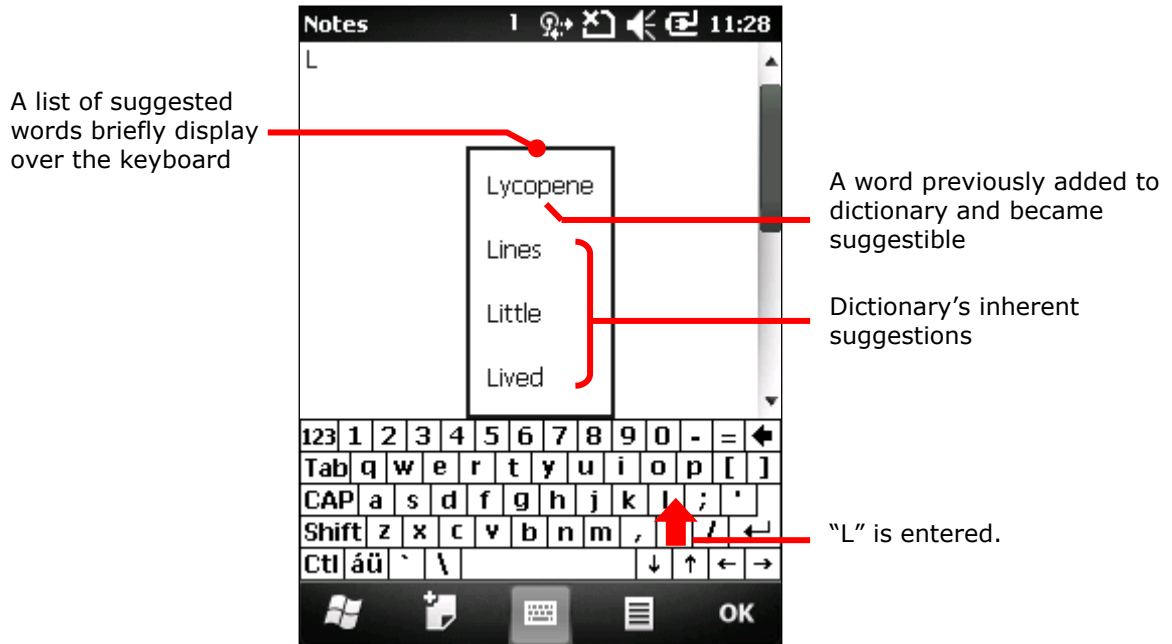 Notes 1 11:28
L
A list of suggested
words briefly display
over the keyboard
Lycopene
A word previously added to
dictionary and became
suggestible
Lines
Little
Lived
Dictionary’s inherent
suggestions
123 1 2 3 4 5 6 7 8 9 0 - = 🡄
Tab q w e r t y u i o p [ ]
CAP a s d f g h j k l ; '
Shift z x c v b n m , / ↵
Ctl áü ` \ ↓ ↑ ← →
“L” is entered.
OK